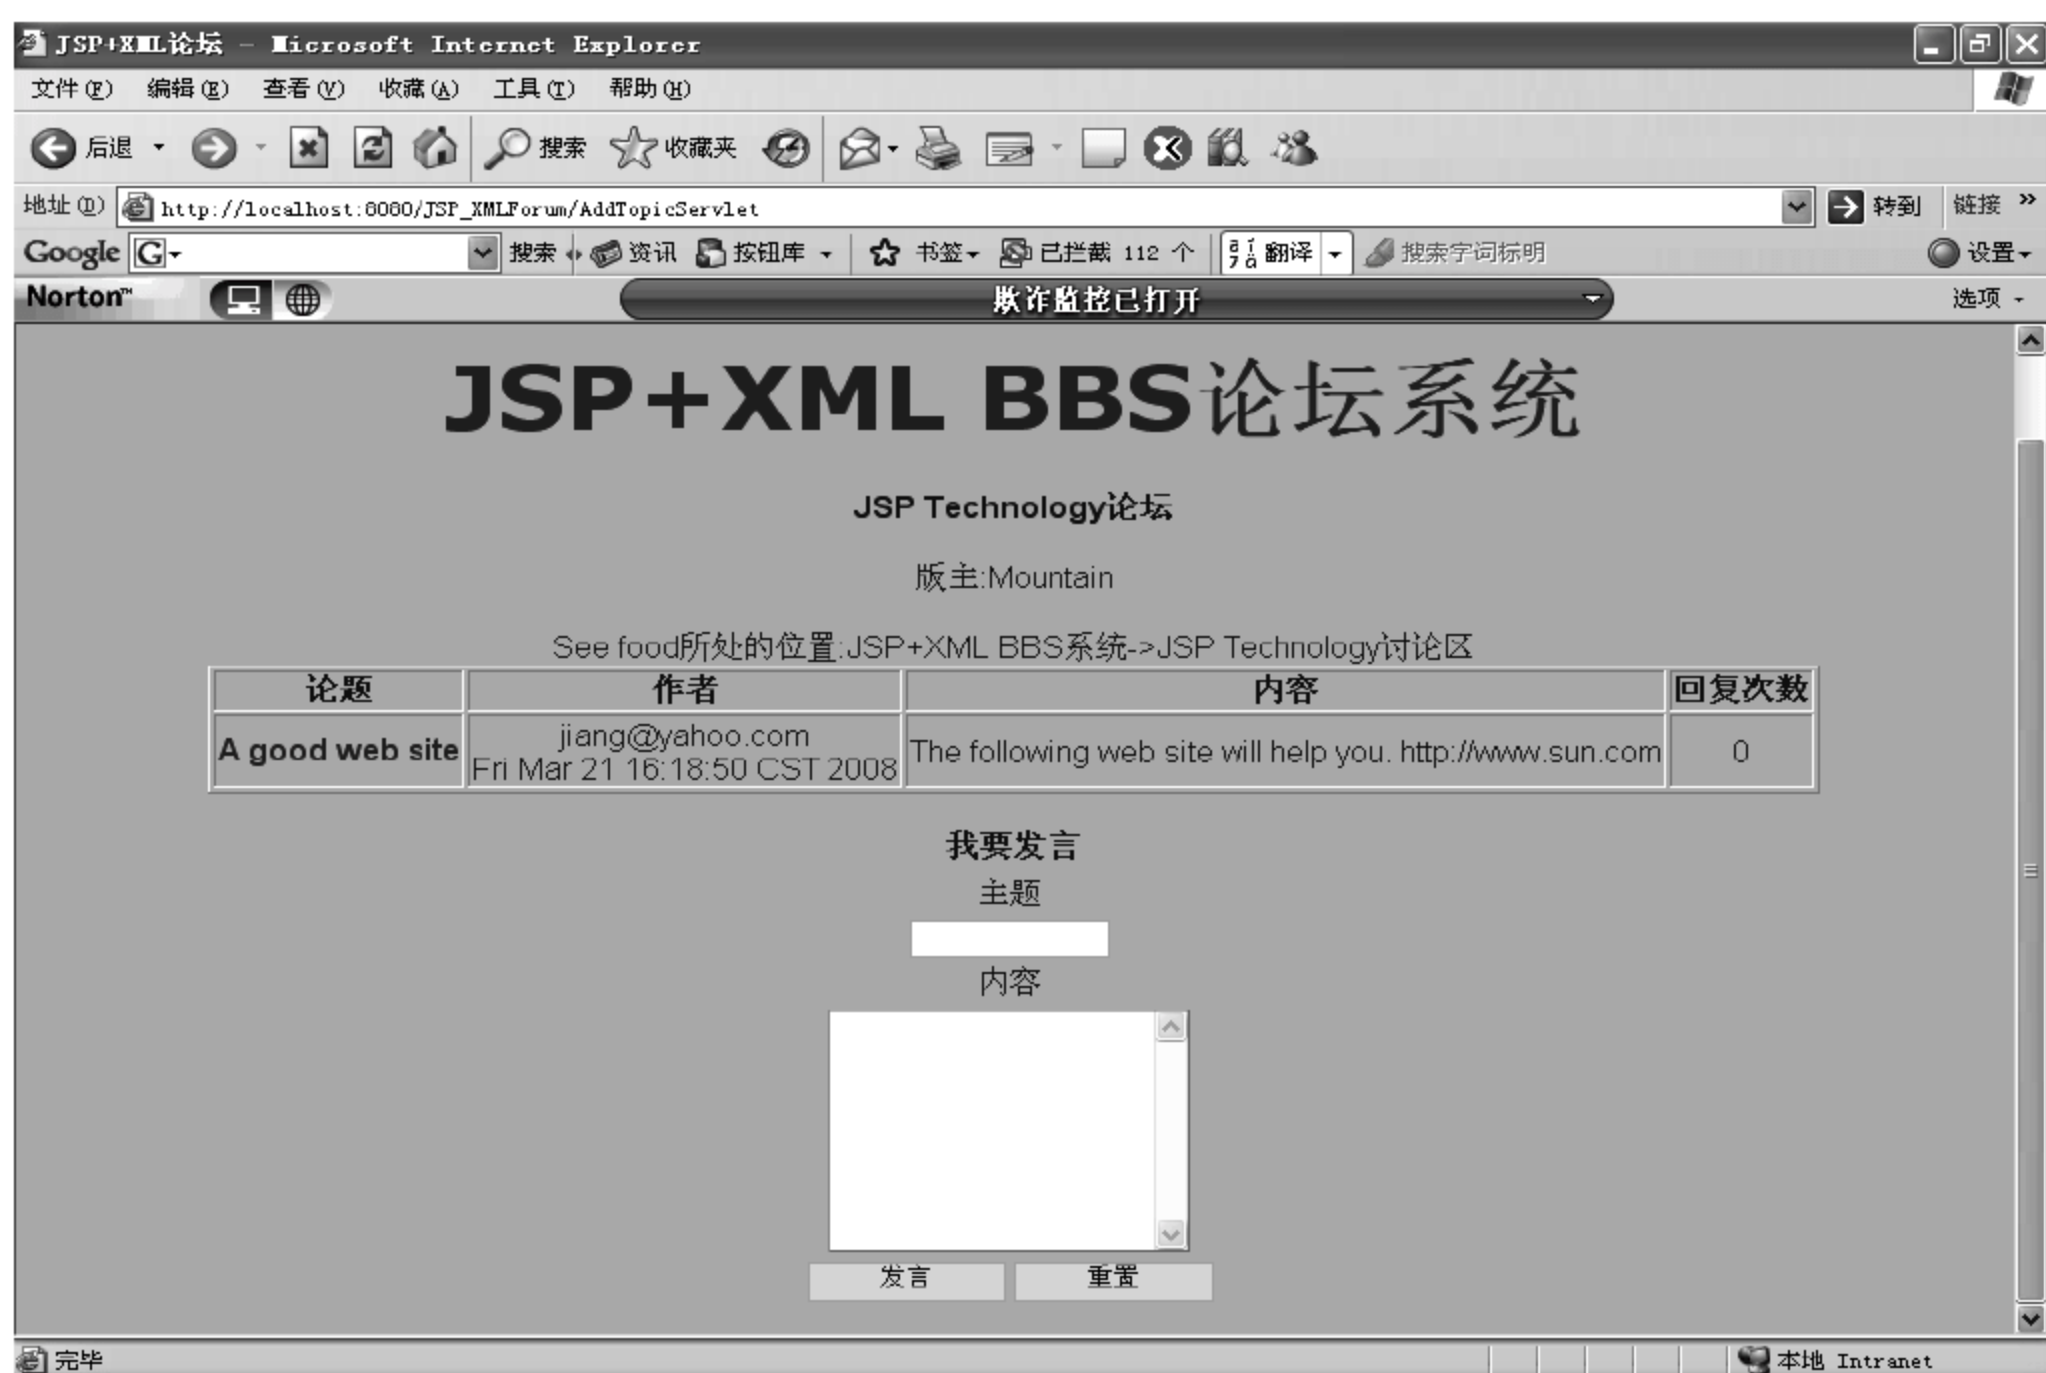 JSP+XML论坛 - Microsoft Internet Explorer
文件(F) 编辑(E) 查看(V) 收藏(A) 工具(T) 帮助(H)
后退 搜索 收藏夹
地址(D) http://localhost:8080/JSP_XMLForum/AddTopicServlet 转到 链接 »
Google G 搜索 资讯 按钮库 书签 已拦截 112 个 翻译 搜索字词标明 设置
Norton™ 欺诈监控已打开 选项
JSP+XML BBS论坛系统
JSP Technology论坛
版主:Mountain
See food所处的位置:JSP+XML BBS系统->JSP Technology讨论区
论题 作者 内容 回复次数
A good web site jiang@yahoo.com The following web site will help you. http://www.sun.com 0
Fri Mar 21 16:18:50 CST 2008
我要发言
主题
内容
发言 重置
完毕 本地 Intranet